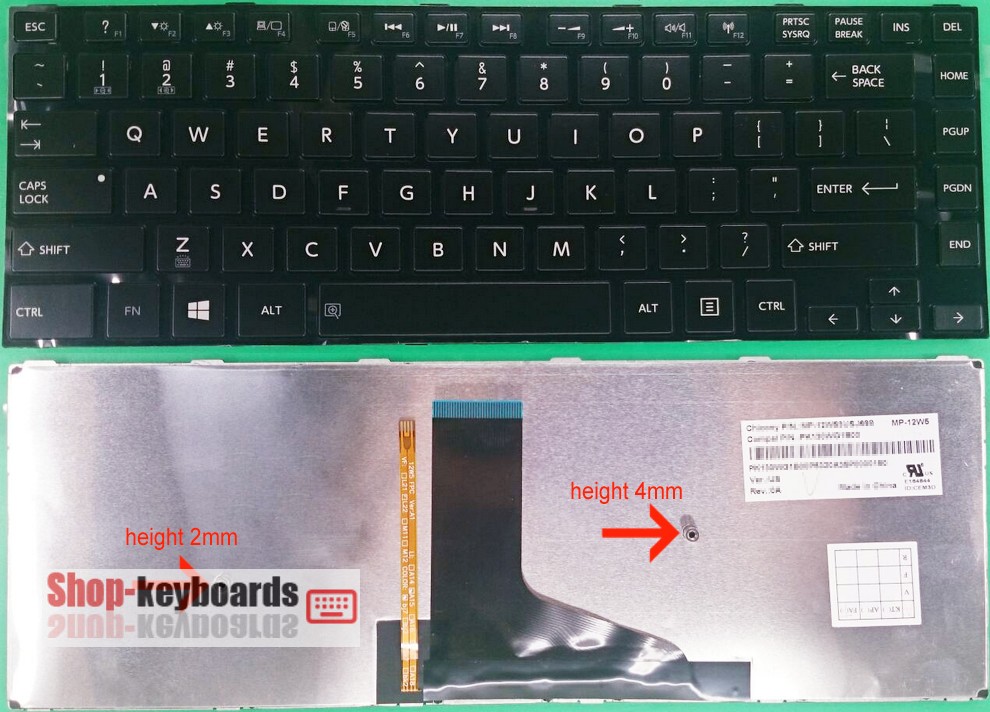 ESC ? F1 F2 F3 F4 F5 F6 F7 F8 F9 F10 F11 F12 PRTSC SYSRQ PAUSE BREAK INS DEL
~ ` ! 1 @ 2 # 3 $ 4 % 5 ^ 6 & 7 * 8 ( 9 ) 0 _ - + = ← BACK SPACE HOME
Q W E R T Y U I O P { [ } ] ¦ \ PGUP
CAPS LOCK A S D F G H J K L : ; " ' ENTER PGDN
SHIFT Z X C V B N M < , > . ? / SHIFT END
CTRL FN ALT ALT CTRL ← ↑ ↓ →
MP-12W5
Made in China
height 4mm
height 2mm
Shop-keyboards